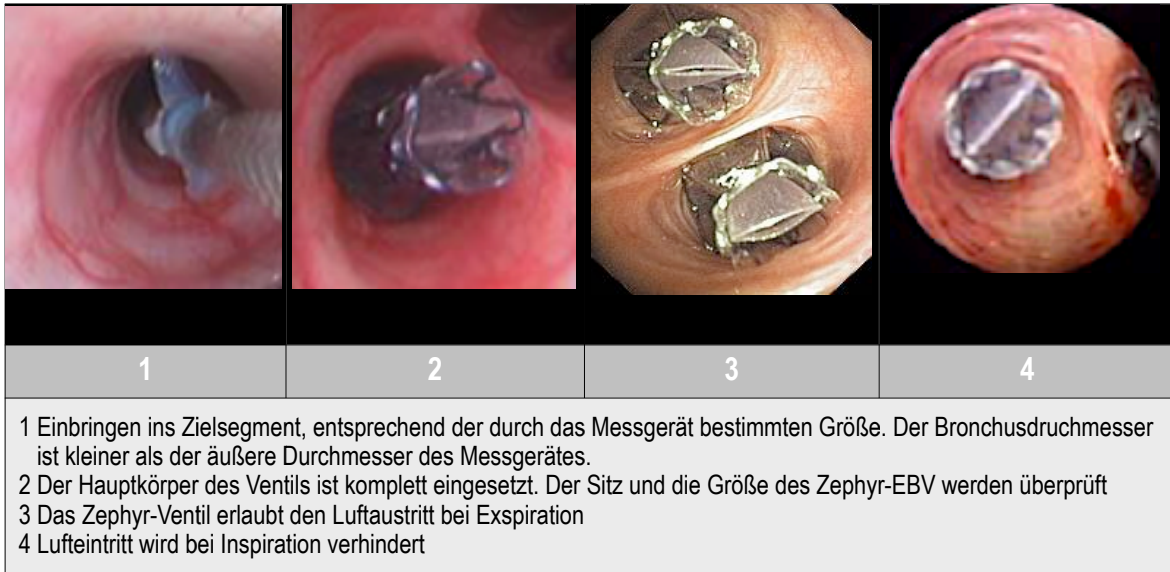 1
2
3
4
1 Einbringen ins Zielsegment, entsprechend der durch das Messgerät bestimmten Größe. Der Bronchusdruchmesser
ist kleiner als der äußere Durchmesser des Messgerätes.
2 Der Hauptkörper des Ventils ist komplett eingesetzt. Der Sitz und die Größe des Zephyr-EBV werden überprüft
3 Das Zephyr-Ventil erlaubt den Luftaustritt bei Exspiration
4 Lufteintritt wird bei Inspiration verhindert